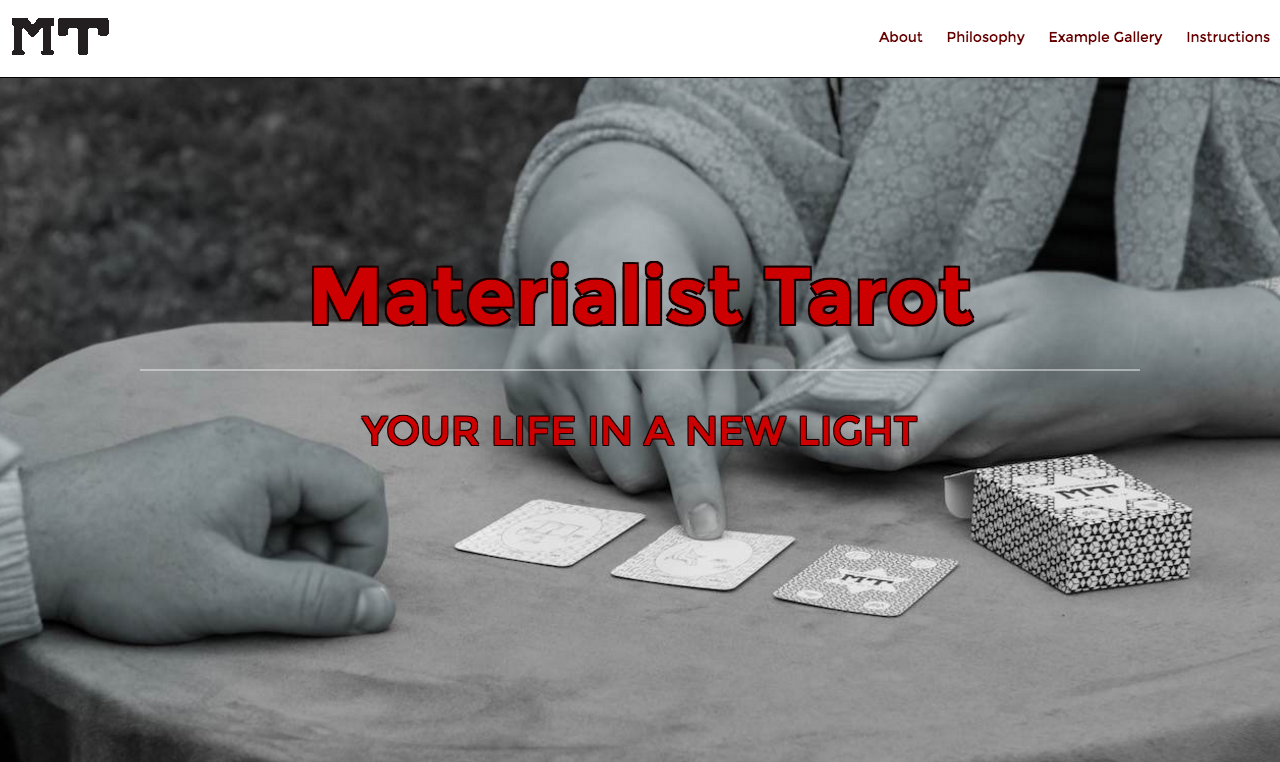 MT
About
Philosophy
Example Gallery
Instructions
Materialist Tarot
YOUR LIFE IN A NEW LIGHT
MT
MT